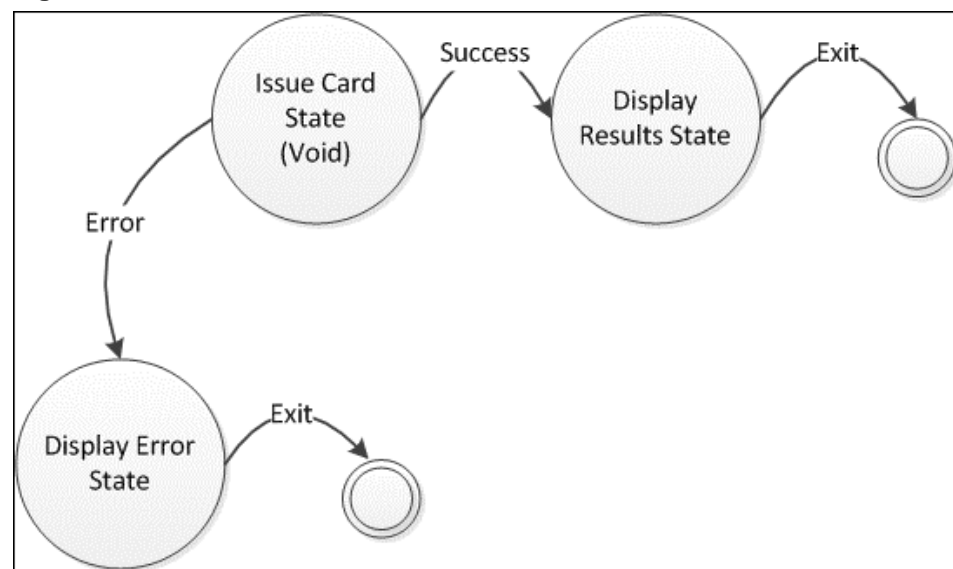 Issue Card
State
(Void)
Success
Display
Results State
Exit
Error
Display Error
State
Exit